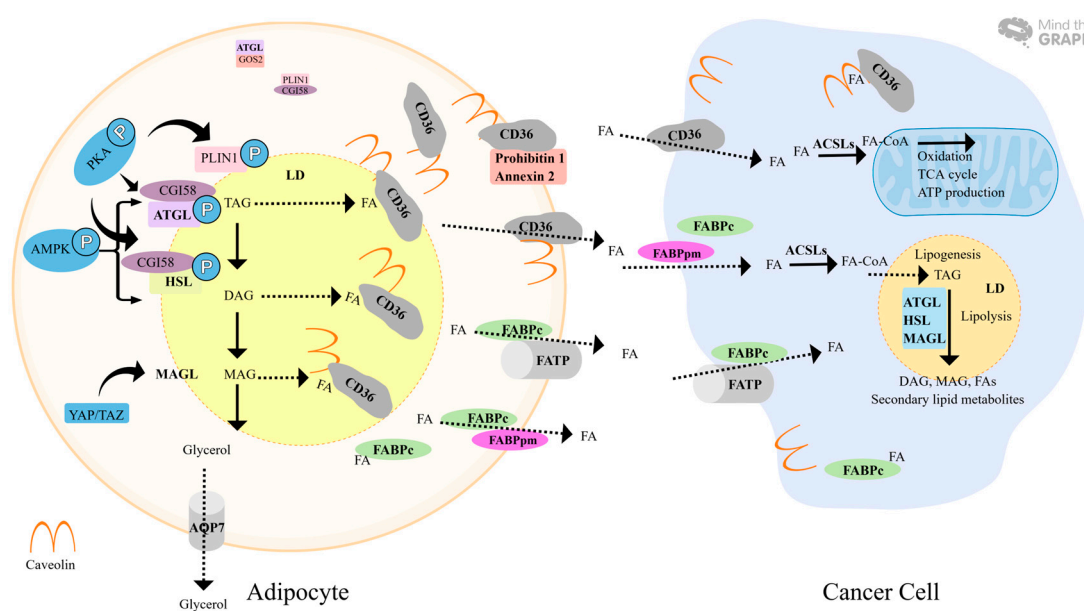 Mind th
GRAP
ATGL
GOS2
PLIN1
CGI58
PKA
P
PLIN1
P
LD
CGI58
ATGL
P
TAG
FA
CD36
AMPK
P
CGI58
HSL
P
DAG
FA
CD36
MAGL
MAG
FA
CD36
YAP/TAZ
Glycerol
AQP7
Glycerol
Caveolin
Adipocyte
CD36
CD36
Prohibitin 1
Annexin 2
CD36
FA
FA
FABPc
FATP
FA
FA
FABPc
FABPpm
FA
FABPc
FA
FA
CD36
FA
FA
CD36
FA
ACSLs
FA-CoA
Oxidation
TCA cycle
ATP production
FABPc
FABPpm
FA
ACSLs
FA-CoA
Lipogenesis
TAG
LD
ATGL
HSL
MAGL
Lipolysis
DAG, MAG, FAs
Secondary lipid metabolites
FABPc
FATP
FA
FA
FABPc
Cancer Cell